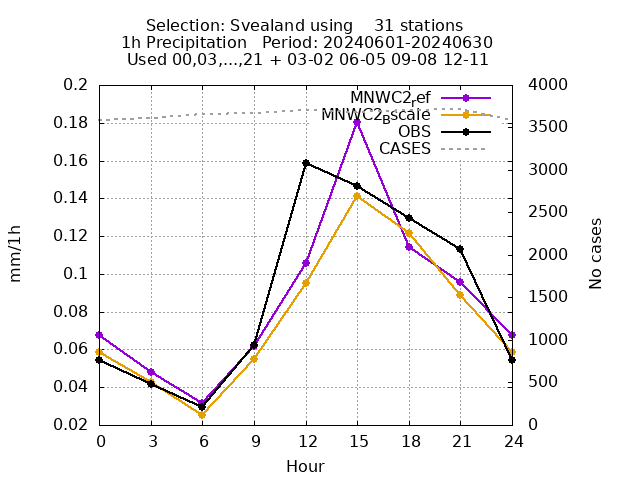 Selection: Svealand using 31 stations
1h Precipitation Period: 20240601-20240630
Used 00,03,...,21 + 03-02 06-05 09-08 12-11
MNWC2ref
MNWC2Bscale
OBS
CASES
0.2
0.18
0.16
0.14
0.12
0.1
0.08
0.06
0.04
0.02
mm/1h
4000
3500
3000
2500
2000
1500
1000
500
0
No cases
0 3 6 9 12 15 18 21 24
Hour